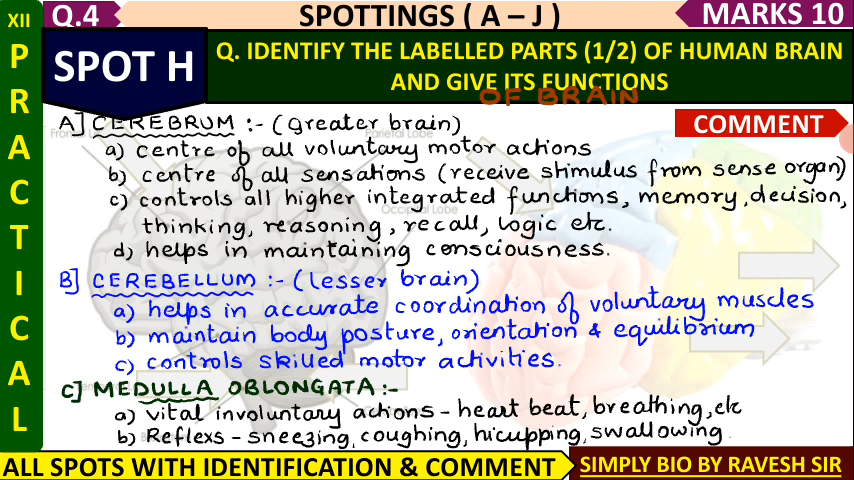 XII
PRACTICAL
Q.4
SPOTTINGS ( A – J )
MARKS 10
SPOT H
Q. IDENTIFY THE LABELLED PARTS (1/2) OF HUMAN BRAIN
AND GIVE ITS FUNCTIONS
OF BRAIN
COMMENT
A] CEREBRUM :- (Greater brain)
Parietal Lobe
a) centre of all voluntary motor actions
b) centre of all sensations (receive stimulus from sense organ)
c) controls all higher integrated functions, memory, decision,
Occipital Lobe
thinking, reasoning, recall, logic etc.
d) helps in maintaining consciousness.
B] CEREBELLUM :- (lesser brain)
a) helps in accurate coordination of voluntary muscles
b) maintain body posture, orientation & equilibrium
c) controls skilled motor activities.
C] MEDULLA OBLONGATA :-
a) vital involuntary actions - heart beat, breathing, etc
b) Reflexs - sneezing, coughing, hicupping, swallowing.
ALL SPOTS WITH IDENTIFICATION & COMMENT
SIMPLY BIO BY RAVESH SIR